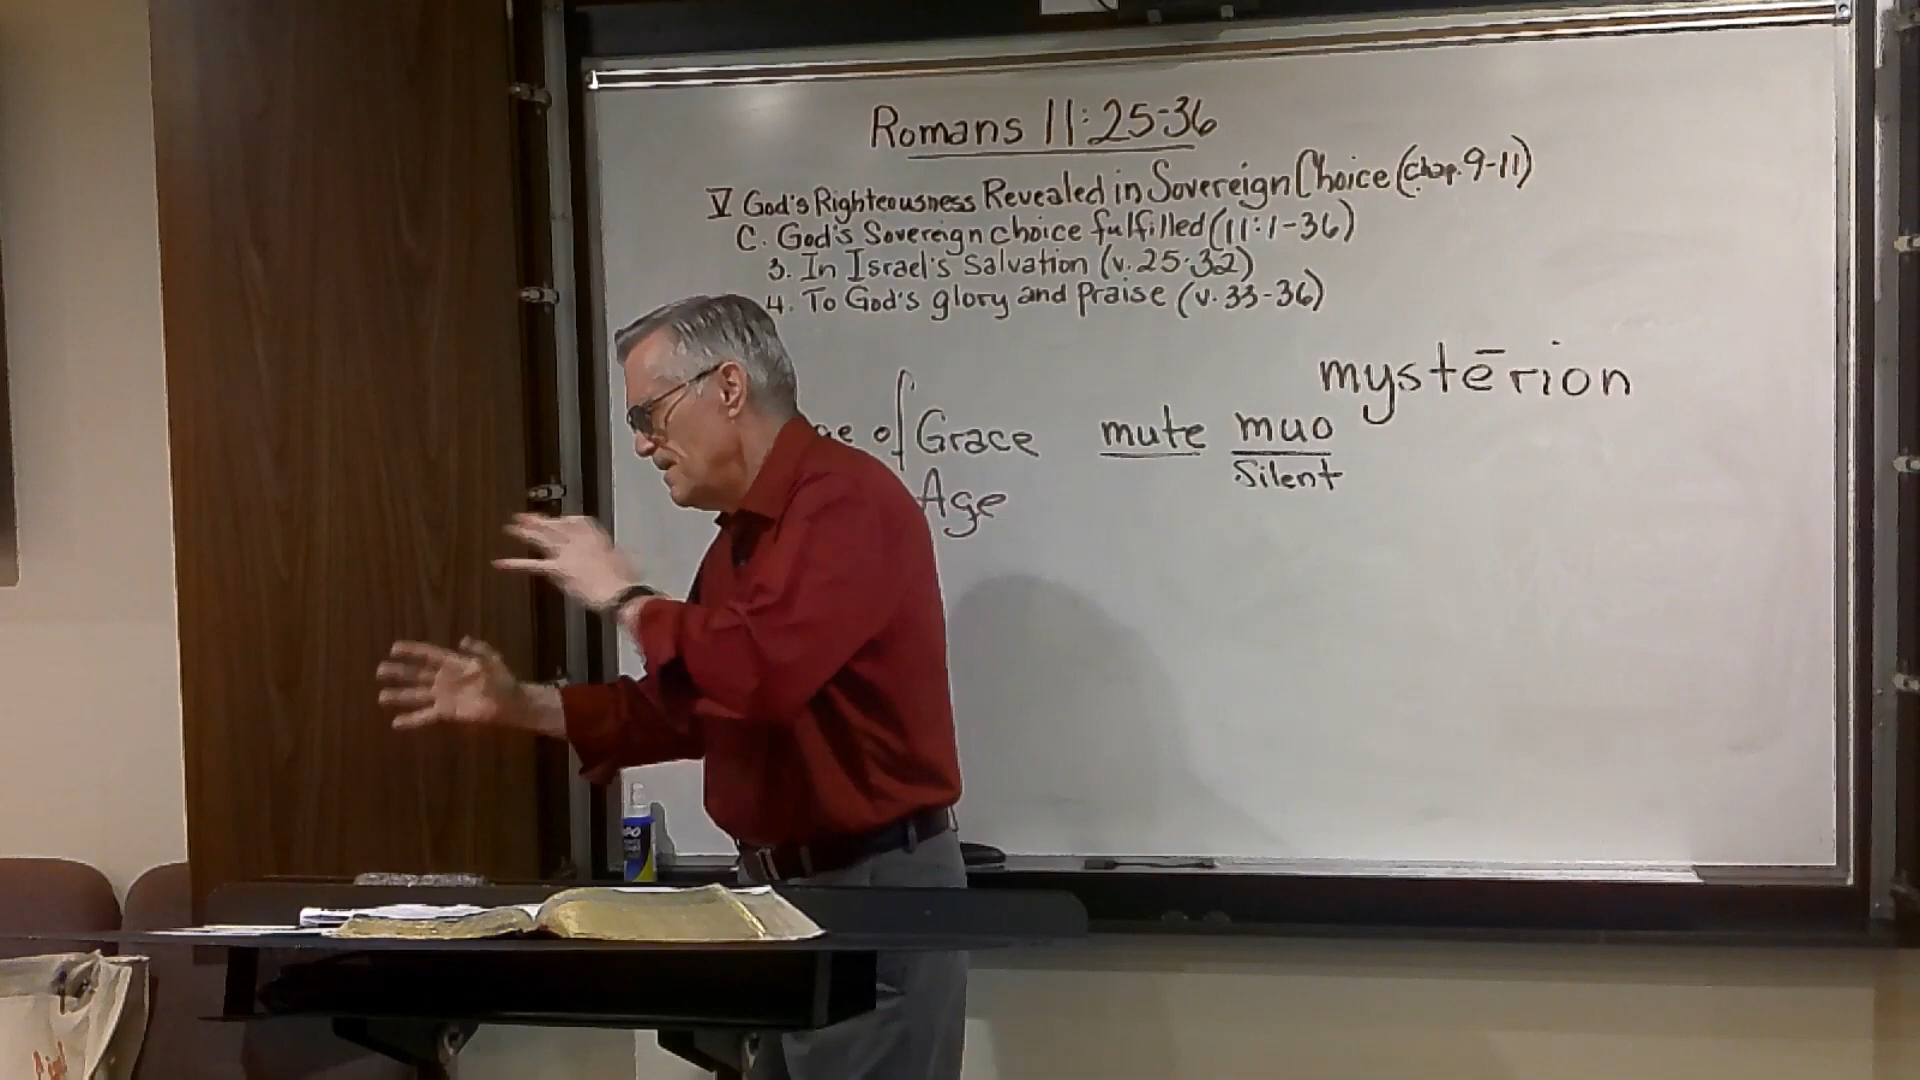 Romans 11:25-36
V God's Righteousness Revealed in Sovereign Choice (Chap. 9-11)
C. God's Sovereign choice fulfilled (11:1-36)
3. In Israel's Salvation (v. 25-32)
4. To God's glory and Praise (v. 33-36)
mystērion
of Grace mute muo
Silent
Age